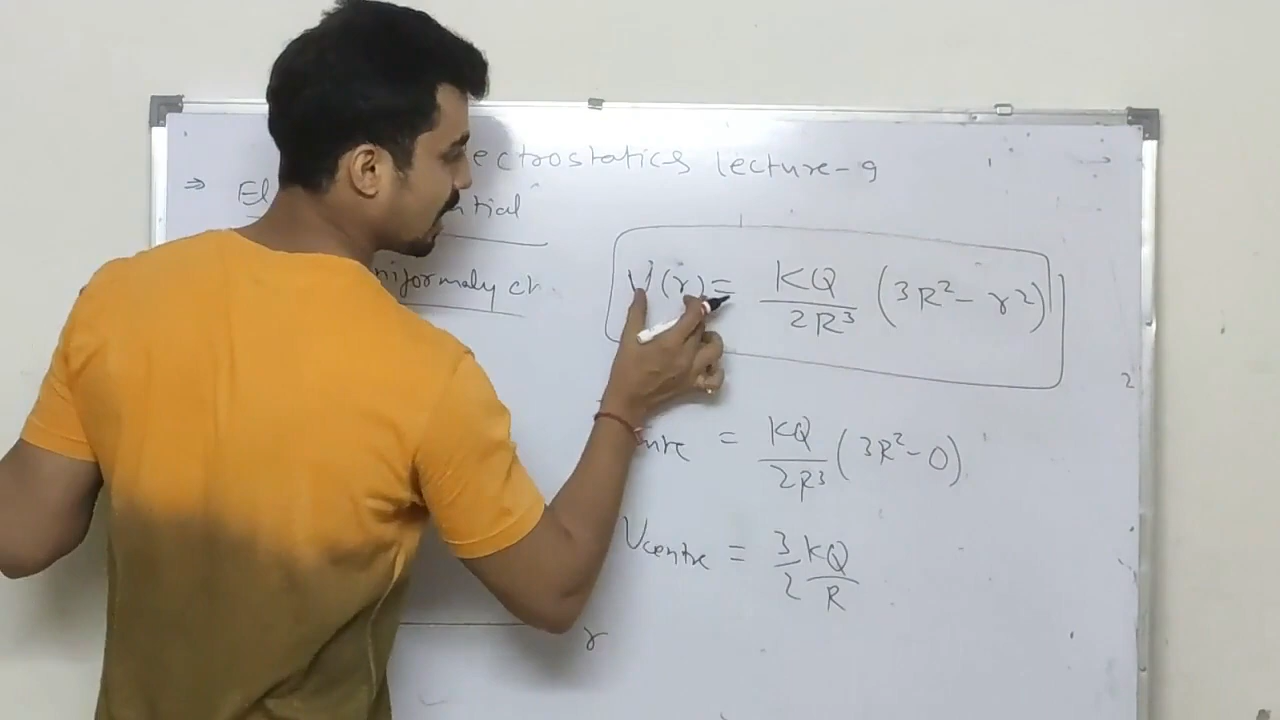 ectrostatics lecture-9
⇒ El ntial
niformaly ch.
V(r) = KQ/2R³ (3R² - r²)
2
ntre = KQ/2R³ (3R² - 0)
Vcentre = 3/2 KQ/R
r